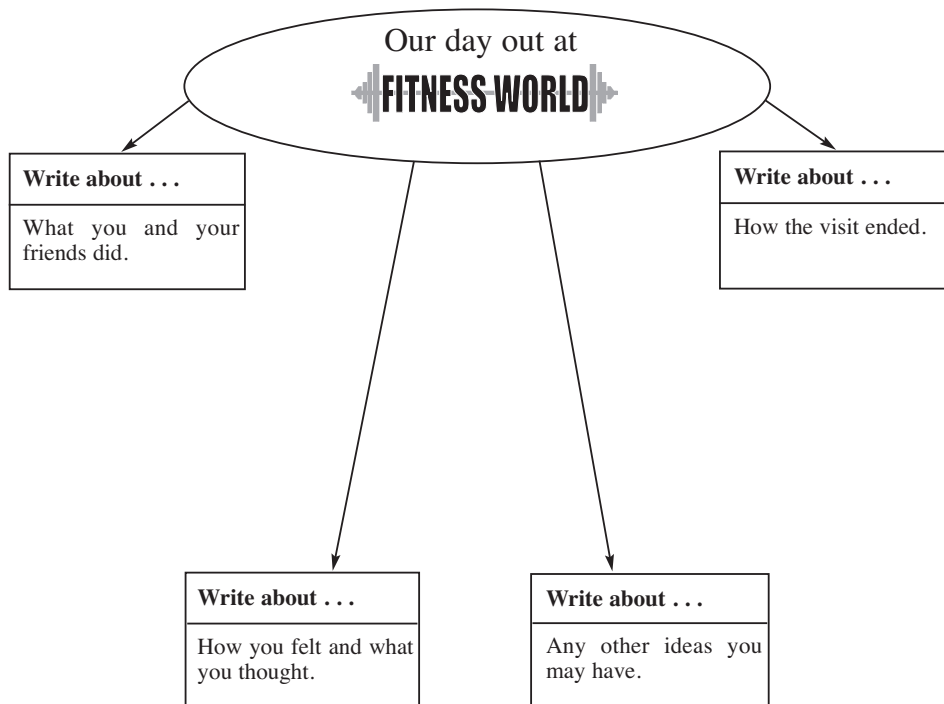 Our day out at
FITNESS WORLD
Write about . . .
What you and your
friends did.
Write about . . .
How the visit ended.
Write about . . .
How you felt and what
you thought.
Write about . . .
Any other ideas you
may have.